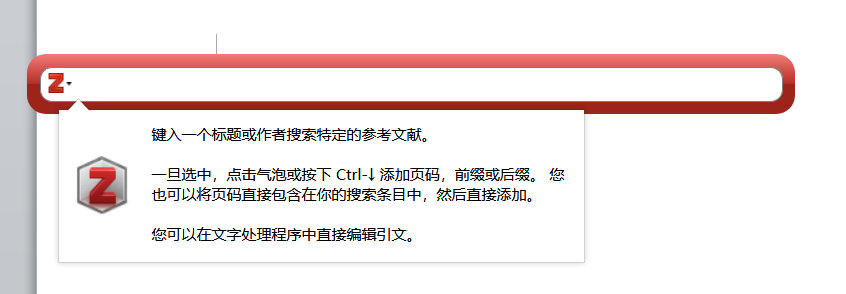 Z
键入一个标题或作者搜索特定的参考文献。
Z
一旦选中，点击气泡或按下 Ctrl-↓ 添加页码，前缀或后缀。 您
也可以将页码直接包含在你的搜索条目中，然后直接添加。
您可以在文字处理程序中直接编辑引文。